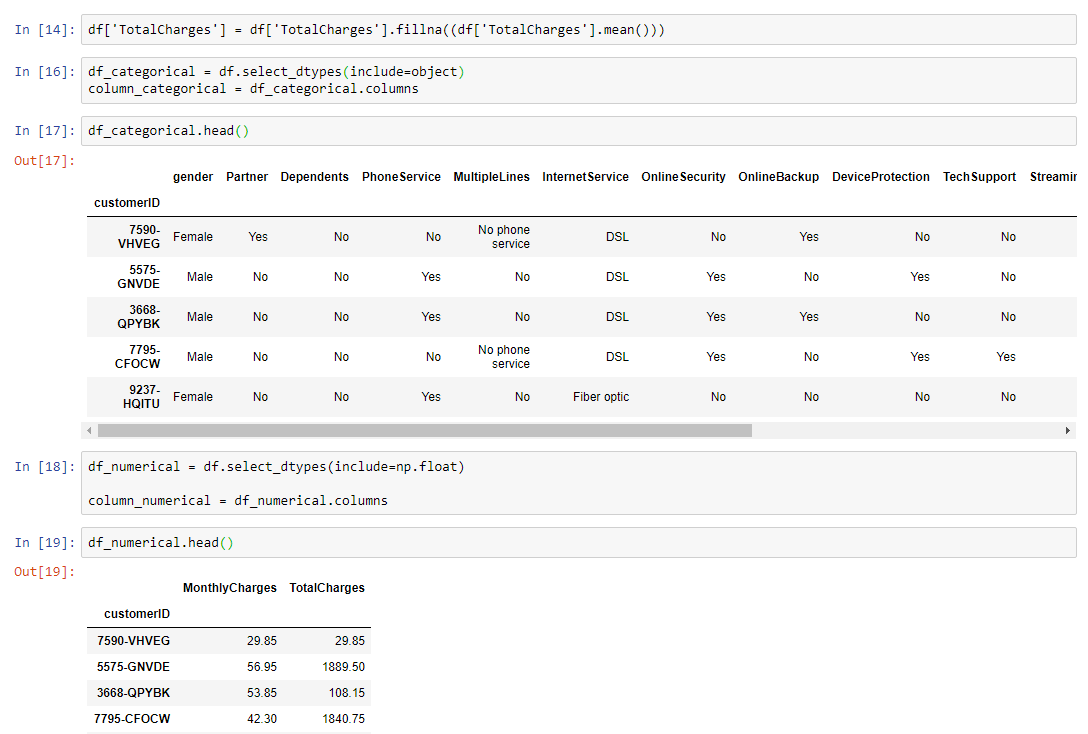 In [14]: df['TotalCharges'] = df['TotalCharges'].fillna((df['TotalCharges'].mean()))
In [16]: df_categorical = df.select_dtypes(include=object)
column_categorical = df_categorical.columns
In [17]: df_categorical.head()
Out[17]:
gender Partner Dependents PhoneService MultipleLines InternetService OnlineSecurity OnlineBackup DeviceProtection TechSupport
customerID
7590-
VHVEG Female Yes No No No phone service DSL No Yes No No
5575-
GNVDE Male No No Yes No DSL Yes No Yes No
3668-
QPYBK Male No No Yes No DSL Yes Yes No No
7795-
CFOCW Male No No No No phone service DSL Yes No Yes Yes
9237-
HQITU Female No No Yes No Fiber optic No No No No
In [18]: df_numerical = df.select_dtypes(include=np.float)
column_numerical = df_numerical.columns
In [19]: df_numerical.head()
Out[19]:
MonthlyCharges TotalCharges
customerID
7590-VHVEG 29.85 29.85
5575-GNVDE 56.95 1889.50
3668-QPYBK 53.85 108.15
7795-CFOCW 42.30 1840.75